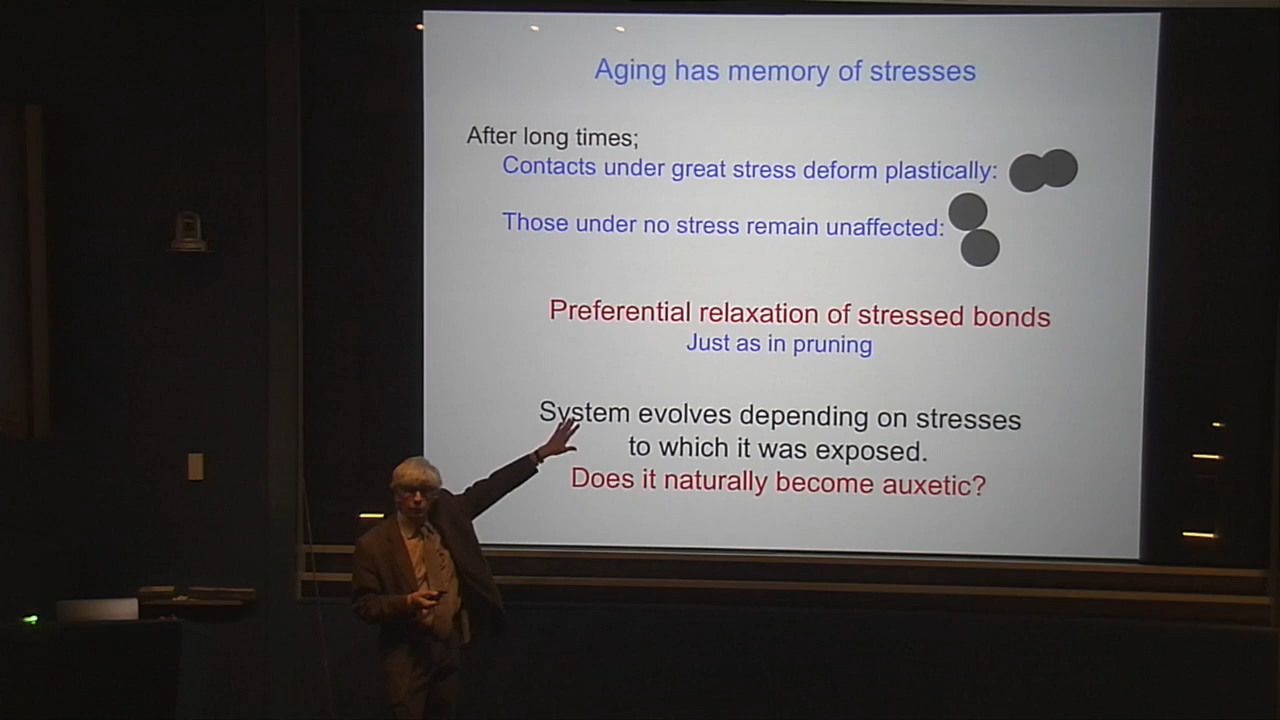 Aging has memory of stresses
After long times;
Contacts under great stress deform plastically:
Those under no stress remain unaffected:
Preferential relaxation of stressed bonds
Just as in pruning
System evolves depending on stresses
to which it was exposed.
Does it naturally become auxetic?